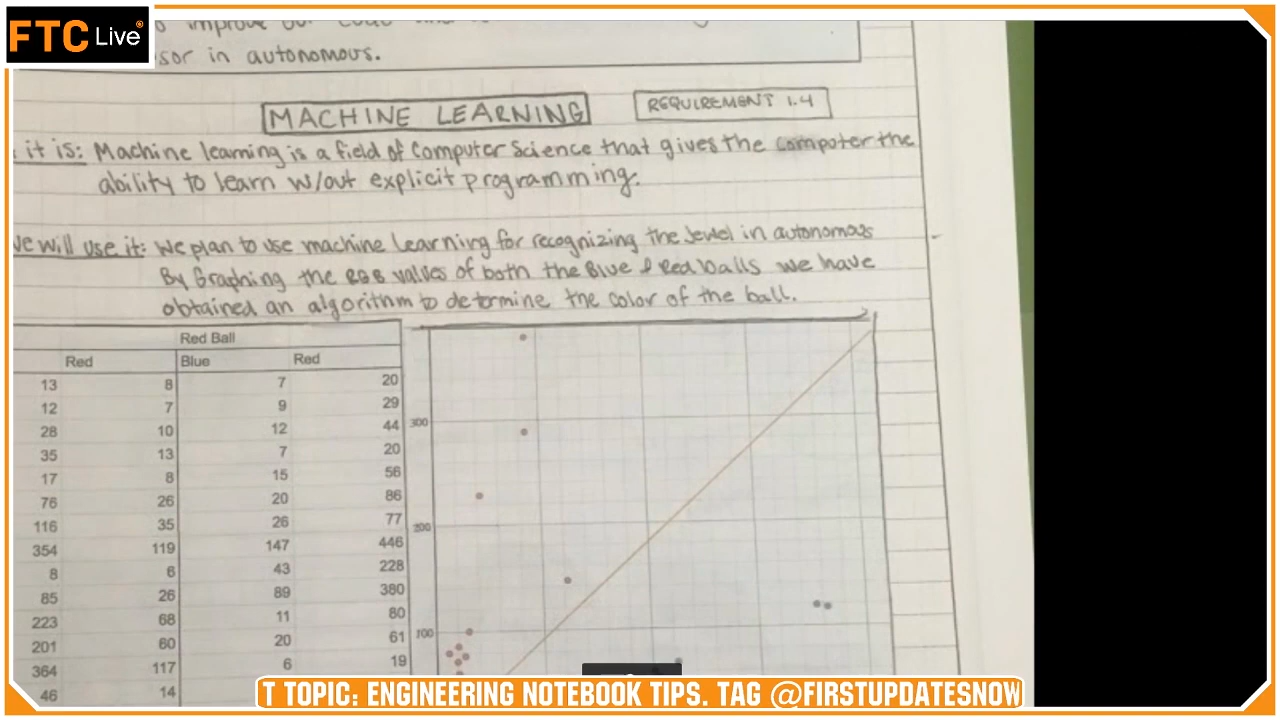 FTC Live
improve our code
sor in autonomous.
MACHINE LEARNING
REQUIREMENT 1.4
it is: Machine learning is a field of Computer Science that gives the computer the
ability to learn w/out explicit programming.
we will use it: We plan to use machine learning for recognizing the Jewel in autonomous
By Graphing the RGB values of both the Blue & Red balls we have
obtained an algorithm to determine the color of the ball.
Red Ball
Red Blue Red
13 8 7 20
12 7 9 29
28 10 12 44
35 13 7 20
17 8 15 56
76 26 20 86
116 35 26 77
354 119 147 446
8 6 43 228
85 26 89 380
223 68 11 80
201 60 20 61
364 117 6 19
46 14
300
200
100
T TOPIC: ENGINEERING NOTEBOOK TIPS. TAG @FIRSTUPDATESNOW